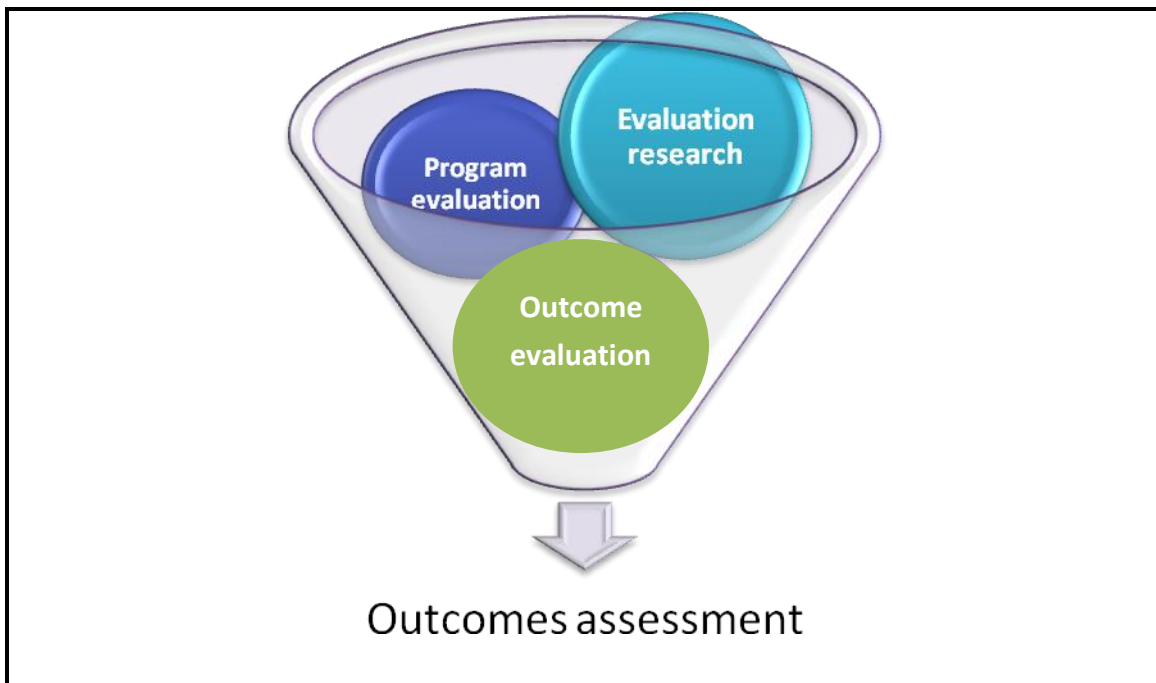 Evaluation
research
Program
evaluation
Outcome
evaluation
Outcomes assessment